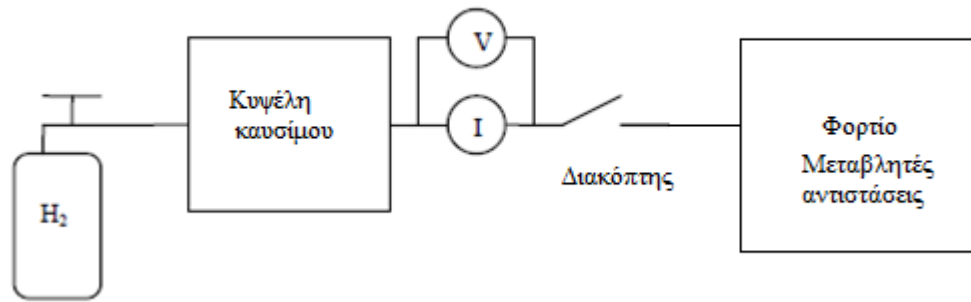 V
Κυψέλη
καυσίμου
I
Φορτίο
Μεταβλητές
αντιστάσεις
Διακόπτης
H₂